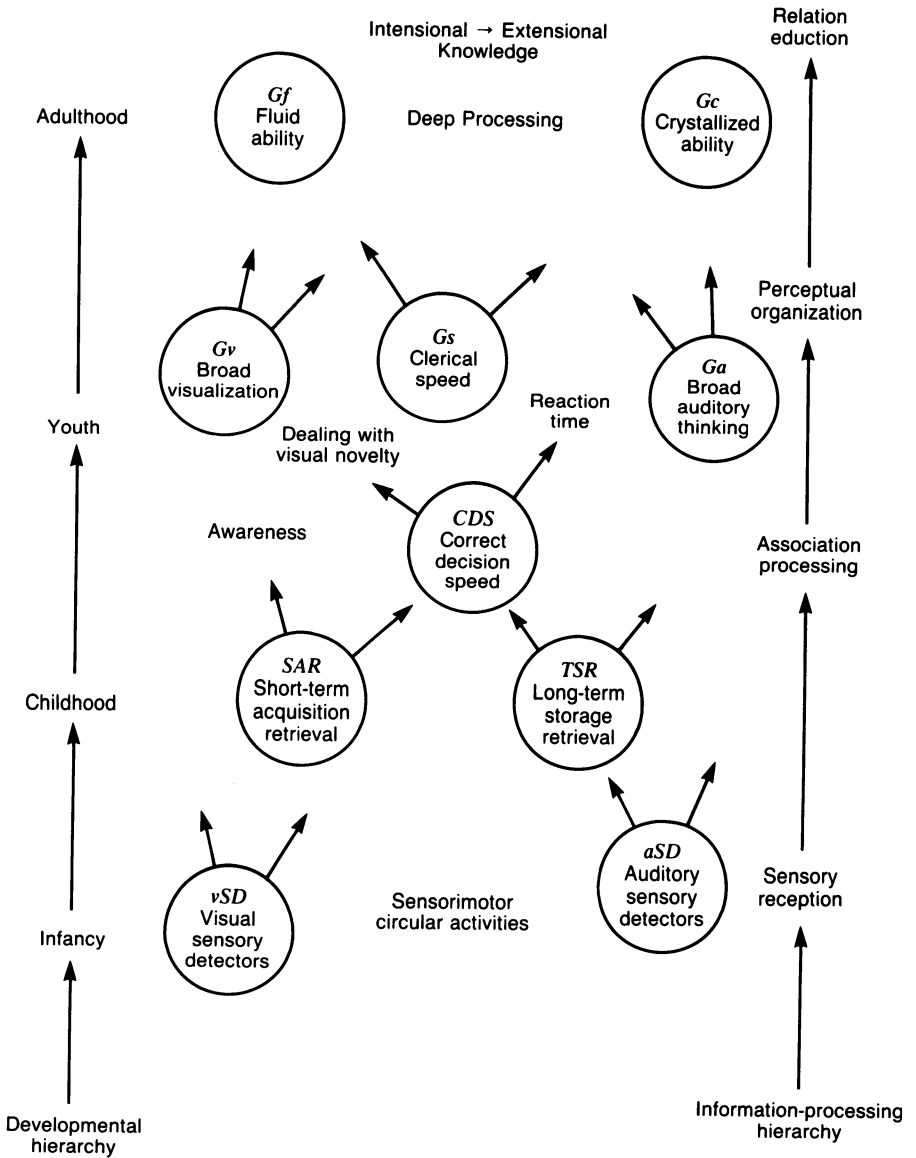 Intensional → Extensional
Knowledge
Relation
eduction
Adulthood
Gf
Fluid
ability
Deep Processing
Gc
Crystallized
ability
Perceptual
organization
Gv
Broad
visualization
Gs
Clerical
speed
Ga
Broad
auditory
thinking
Youth
Dealing with
visual novelty
Reaction
time
Awareness
CDS
Correct
decision
speed
Association
processing
Childhood
SAR
Short-term
acquisition
retrieval
TSR
Long-term
storage
retrieval
Infancy
vSD
Visual
sensory
detectors
Sensorimotor
circular activities
aSD
Auditory
sensory
detectors
Sensory
reception
Developmental
hierarchy
Information-processing
hierarchy